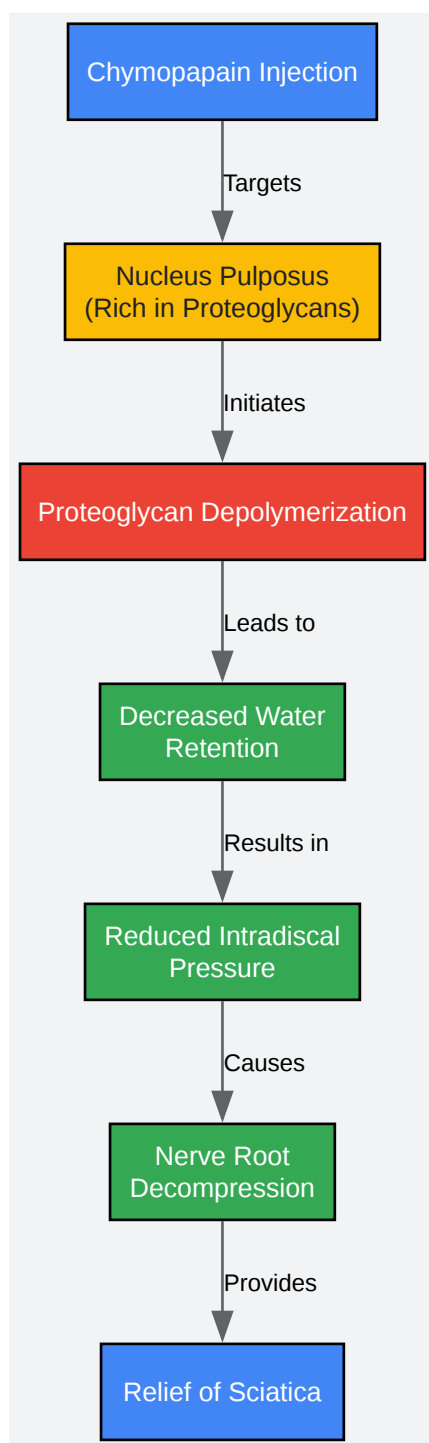 Chymopapain Injection
Targets
Nucleus Pulposus
(Rich in Proteoglycans)
Initiates
Proteoglycan Depolymerization
Leads to
Decreased Water
Retention
Results in
Reduced Intradiscal
Pressure
Causes
Nerve Root
Decompression
Provides
Relief of Sciatica